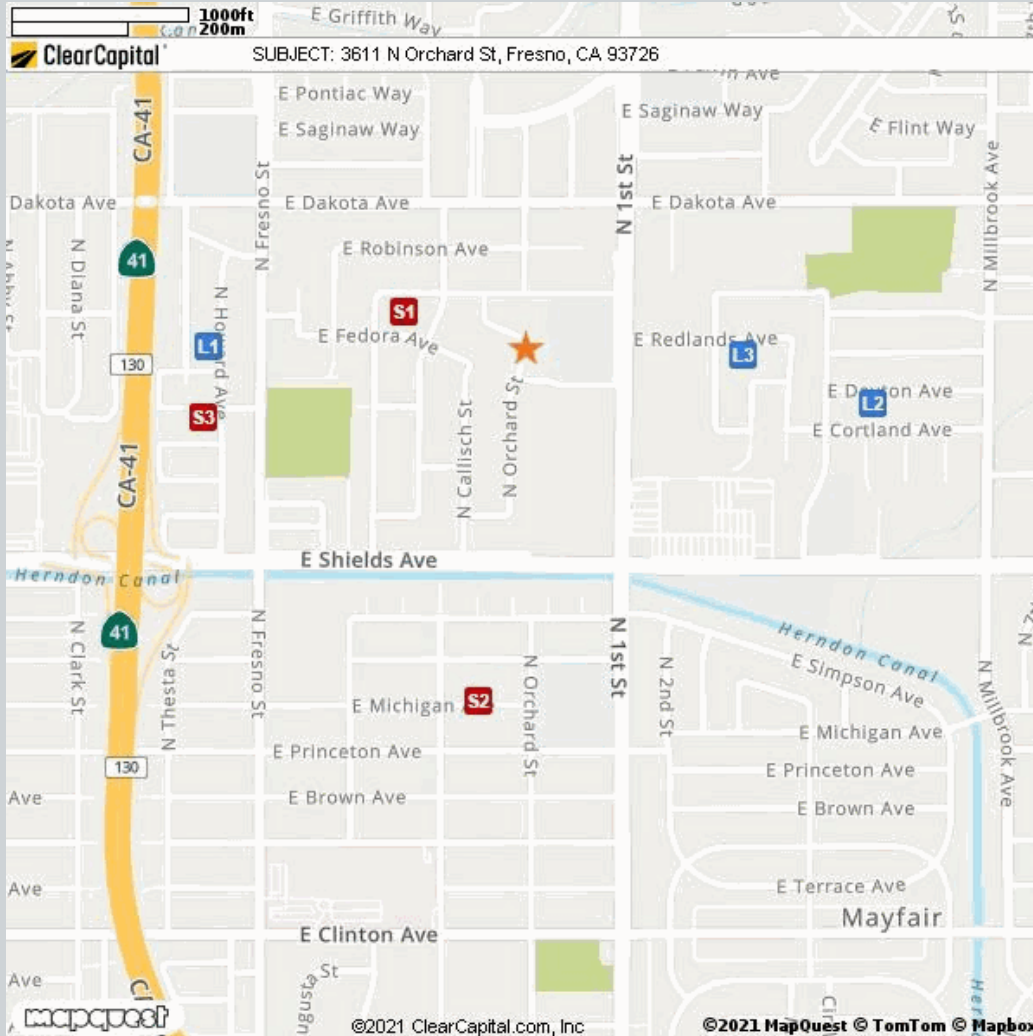 1000ft
200m
E Griffith Way
ClearCapital
SUBJECT: 3611 N Orchard St, Fresno, CA 93726
CA-41
E Pontiac Way
E Saginaw Way
E Saginaw Way
E Flint Way
N Fresno St
N 1st St
N Millbrook Ave
Dakota Ave
E Dakota Ave
E Dakota Ave
N Diana St
E Robinson Ave
41
N Howard Ave
S1
E Fedora Ave
L1
E Redlands Ave
L3
130
N Orchard St
E Dayton Ave
L2
S3
E Cortland Ave
N Callisch St
CA-41
E Shields Ave
Herndon Canal
41
N Clark St
N Thesta St
N Fresno St
N 1st St
Herndon Canal
N Orchard St
N 2nd St
E Simpson Ave
N Millbrook Ave
E Michigan
S2
E Michigan Ave
E Princeton Ave
E Princeton Ave
130
Ave
E Brown Ave
E Brown Ave
Ave
E Terrace Ave
Mayfair
E Clinton Ave
Ave
St
mapquest
©2021 ClearCapital.com, Inc
©2021 MapQuest © TomTom © Mapbox